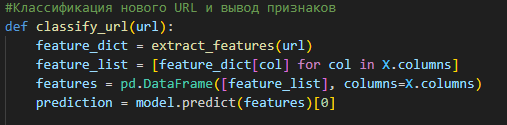 #Классификация нового URL и вывод признаков
def classify_url(url):
    feature_dict = extract_features(url)
    feature_list = [feature_dict[col] for col in X.columns]
    features = pd.DataFrame([feature_list], columns=X.columns)
    prediction = model.predict(features)[0]